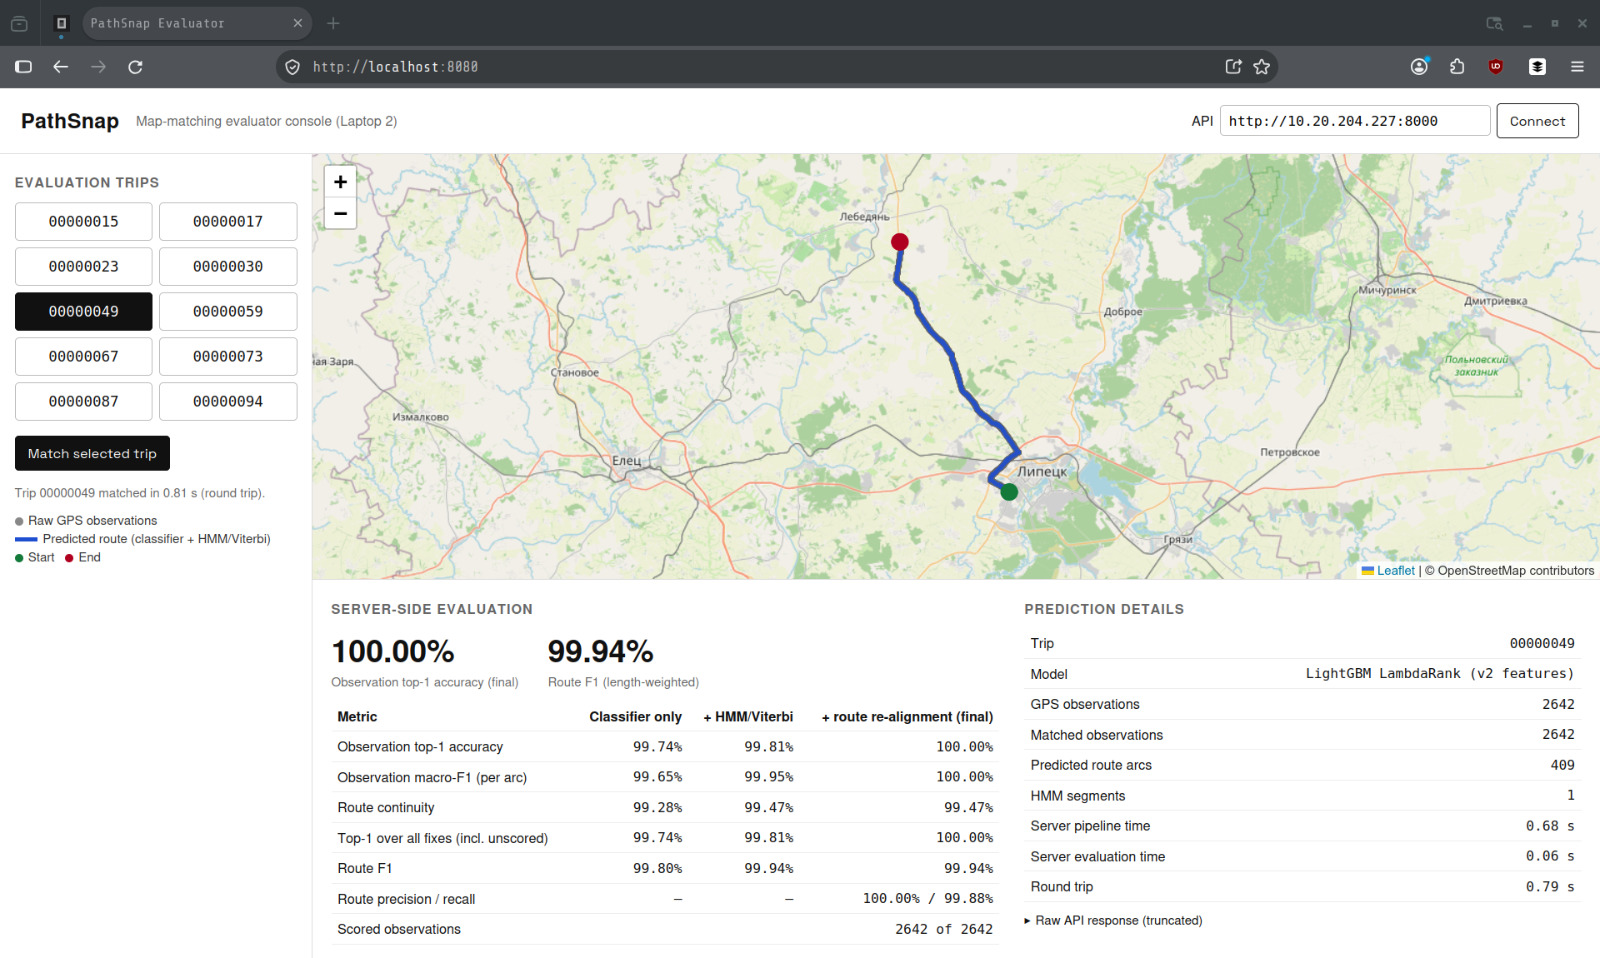 PathSnap Evaluator
http://localhost:8080
PathSnap Map-matching evaluator console (Laptop 2)
API http://10.20.204.227:8000 Connect
EVALUATION TRIPS
00000015 00000017
00000023 00000030
00000049 00000059
00000067 00000073
00000087 00000094
Match selected trip
Trip 00000049 matched in 0.81 s (round trip).
Raw GPS observations
Predicted route (classifier + HMM/Viterbi)
Start End
+
−
Лебедянь
Мичуринск
Дмитриевка
Доброе
ная Заря
Становое
Польновский
заказник
Измалково
Елец
Липецк
Петровское
Грязи
Leaflet | © OpenStreetMap contributors
SERVER-SIDE EVALUATION
100.00% 99.94%
Observation top-1 accuracy (final) Route F1 (length-weighted)
Metric Classifier only + HMM/Viterbi + route re-alignment (final)
Observation top-1 accuracy 99.74% 99.81% 100.00%
Observation macro-F1 (per arc) 99.65% 99.95% 100.00%
Route continuity 99.28% 99.47% 99.47%
Top-1 over all fixes (incl. unscored) 99.74% 99.81% 100.00%
Route F1 99.80% 99.94% 99.94%
Route precision / recall – – 100.00% / 99.88%
Scored observations 2642 of 2642
PREDICTION DETAILS
Trip 00000049
Model LightGBM LambdaRank (v2 features)
GPS observations 2642
Matched observations 2642
Predicted route arcs 409
HMM segments 1
Server pipeline time 0.68 s
Server evaluation time 0.06 s
Round trip 0.79 s
Raw API response (truncated)